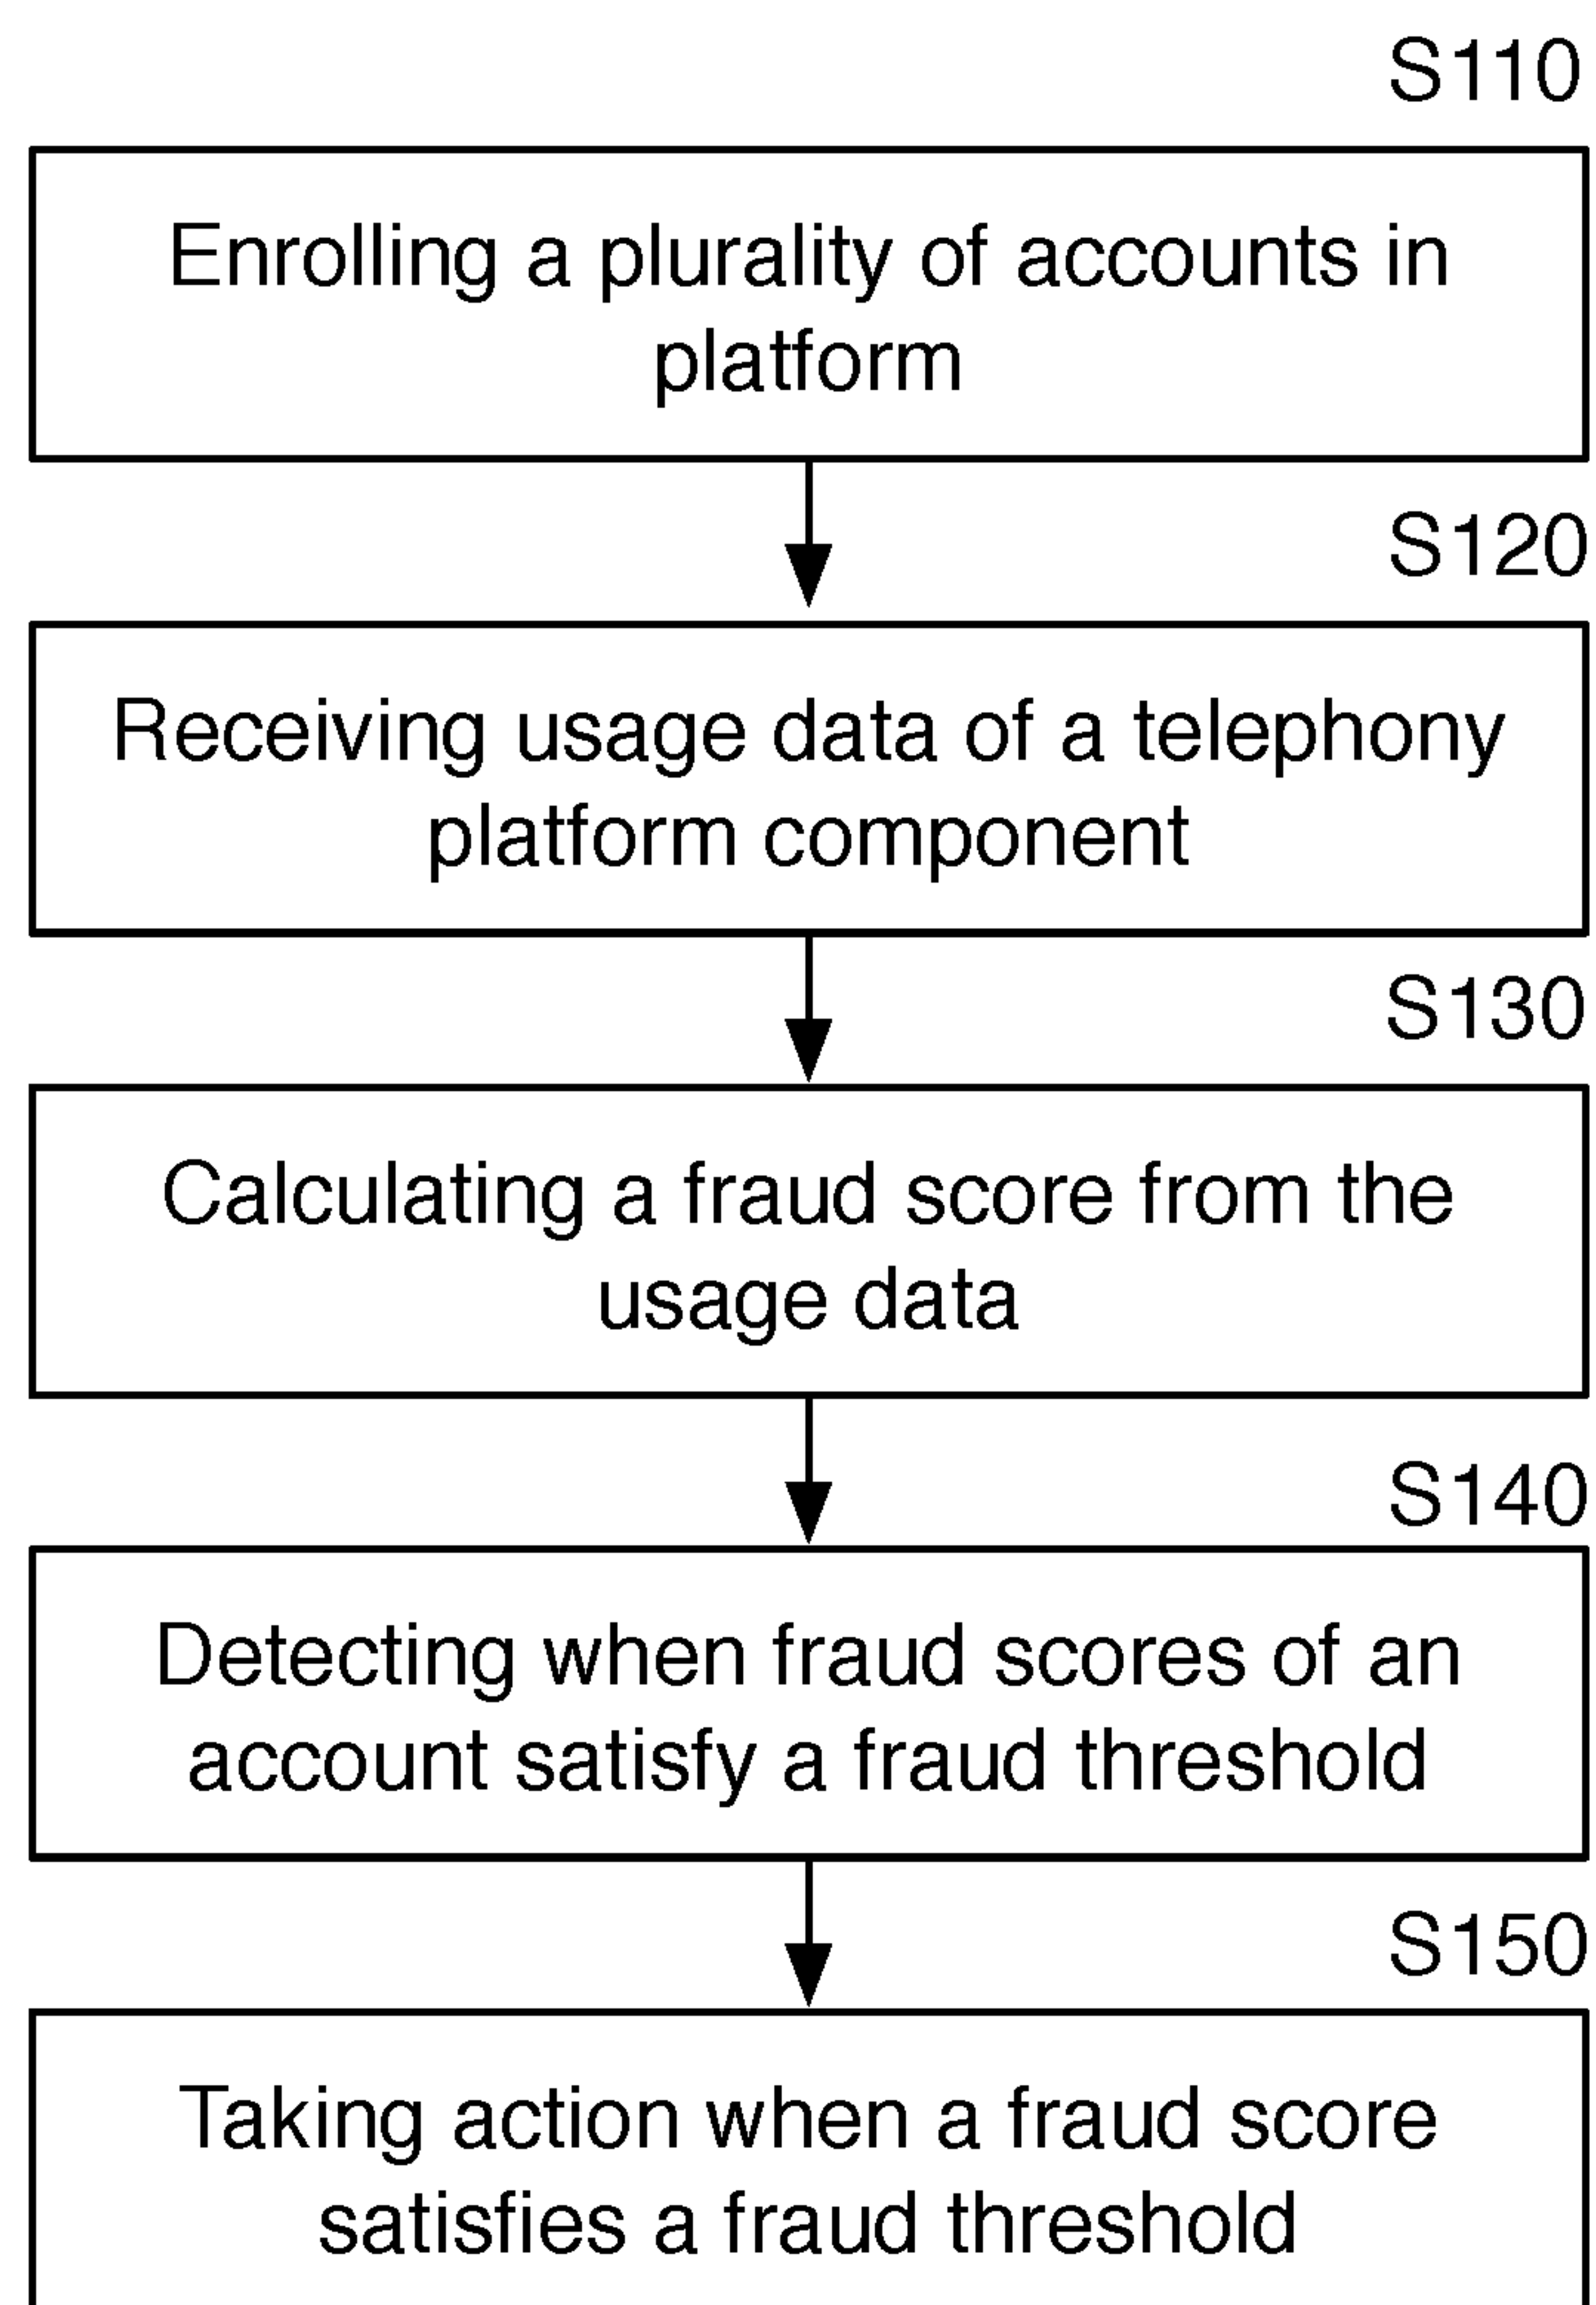 S110
Enrolling a plurality of accounts in
platform
S120
Receiving usage data of a telephony
platform component
S130
Calculating a fraud score from the
usage data
S140
Detecting when fraud scores of an
account satisfy a fraud threshold
S150
Taking action when a fraud score
satisfies a fraud threshold